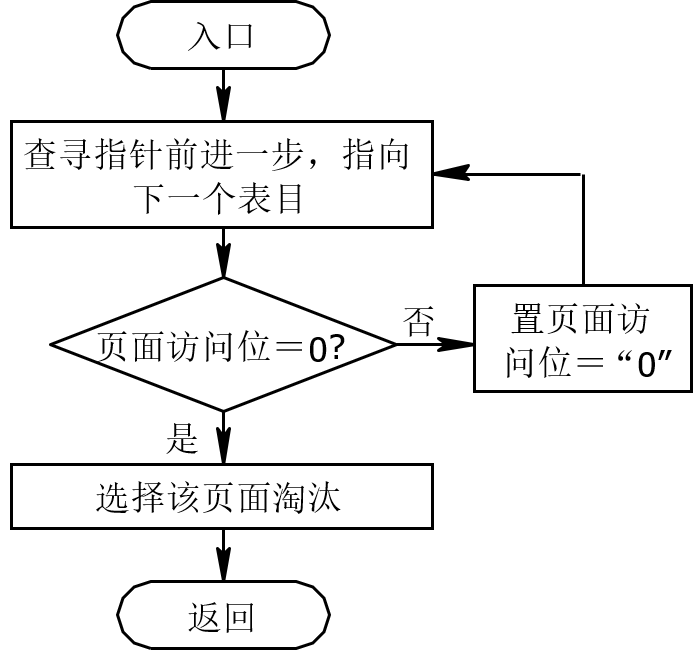 入口
查寻指针前进一步，指向
下一个表目
页面访问位＝0?
否
置页面访
问位＝“0”
是
选择该页面淘汰
返回